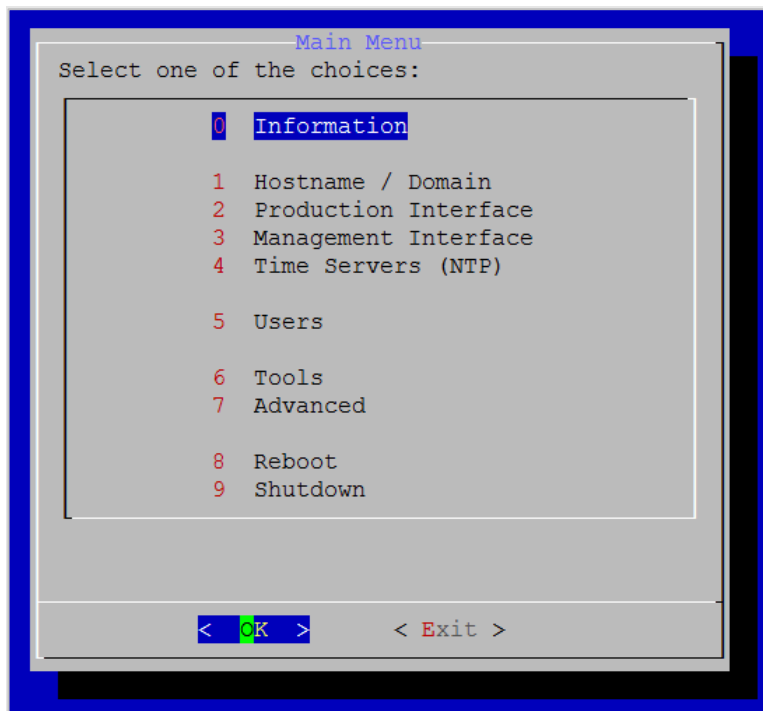 Main Menu
Select one of the choices:
0 Information
1 Hostname / Domain
2 Production Interface
3 Management Interface
4 Time Servers (NTP)
5 Users
6 Tools
7 Advanced
8 Reboot
9 Shutdown
< OK > < Exit >